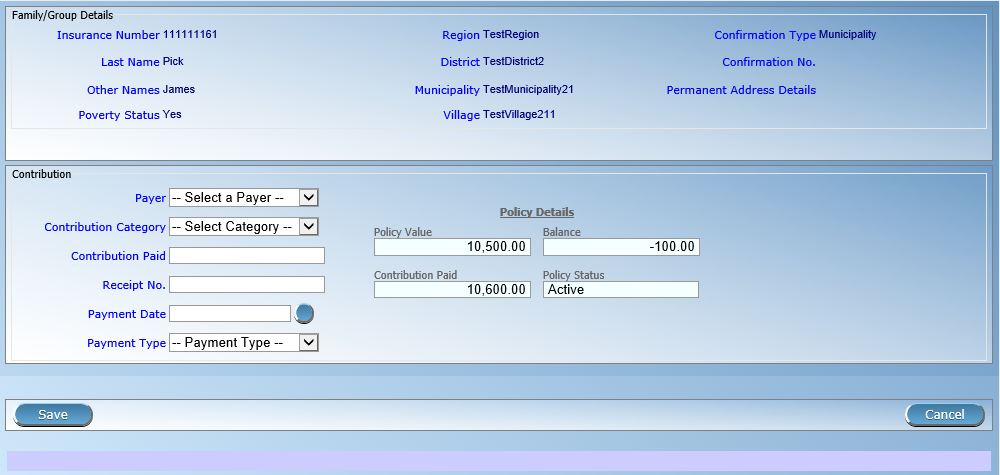 Family/Group Details
Insurance Number 111111161 Region TestRegion Confirmation Type Municipality
Last Name Pick District TestDistrict2 Confirmation No.
Other Names James Municipality TestMunicipality21 Permanent Address Details
Poverty Status Yes Village TestVillage211
Contribution
Payer -- Select a Payer --
Policy Details
Contribution Category -- Select Category --
Policy Value Balance
10,500.00 -100.00
Contribution Paid
Contribution Paid Policy Status
Receipt No. 10,600.00 Active
Payment Date
Payment Type -- Payment Type --
Save Cancel